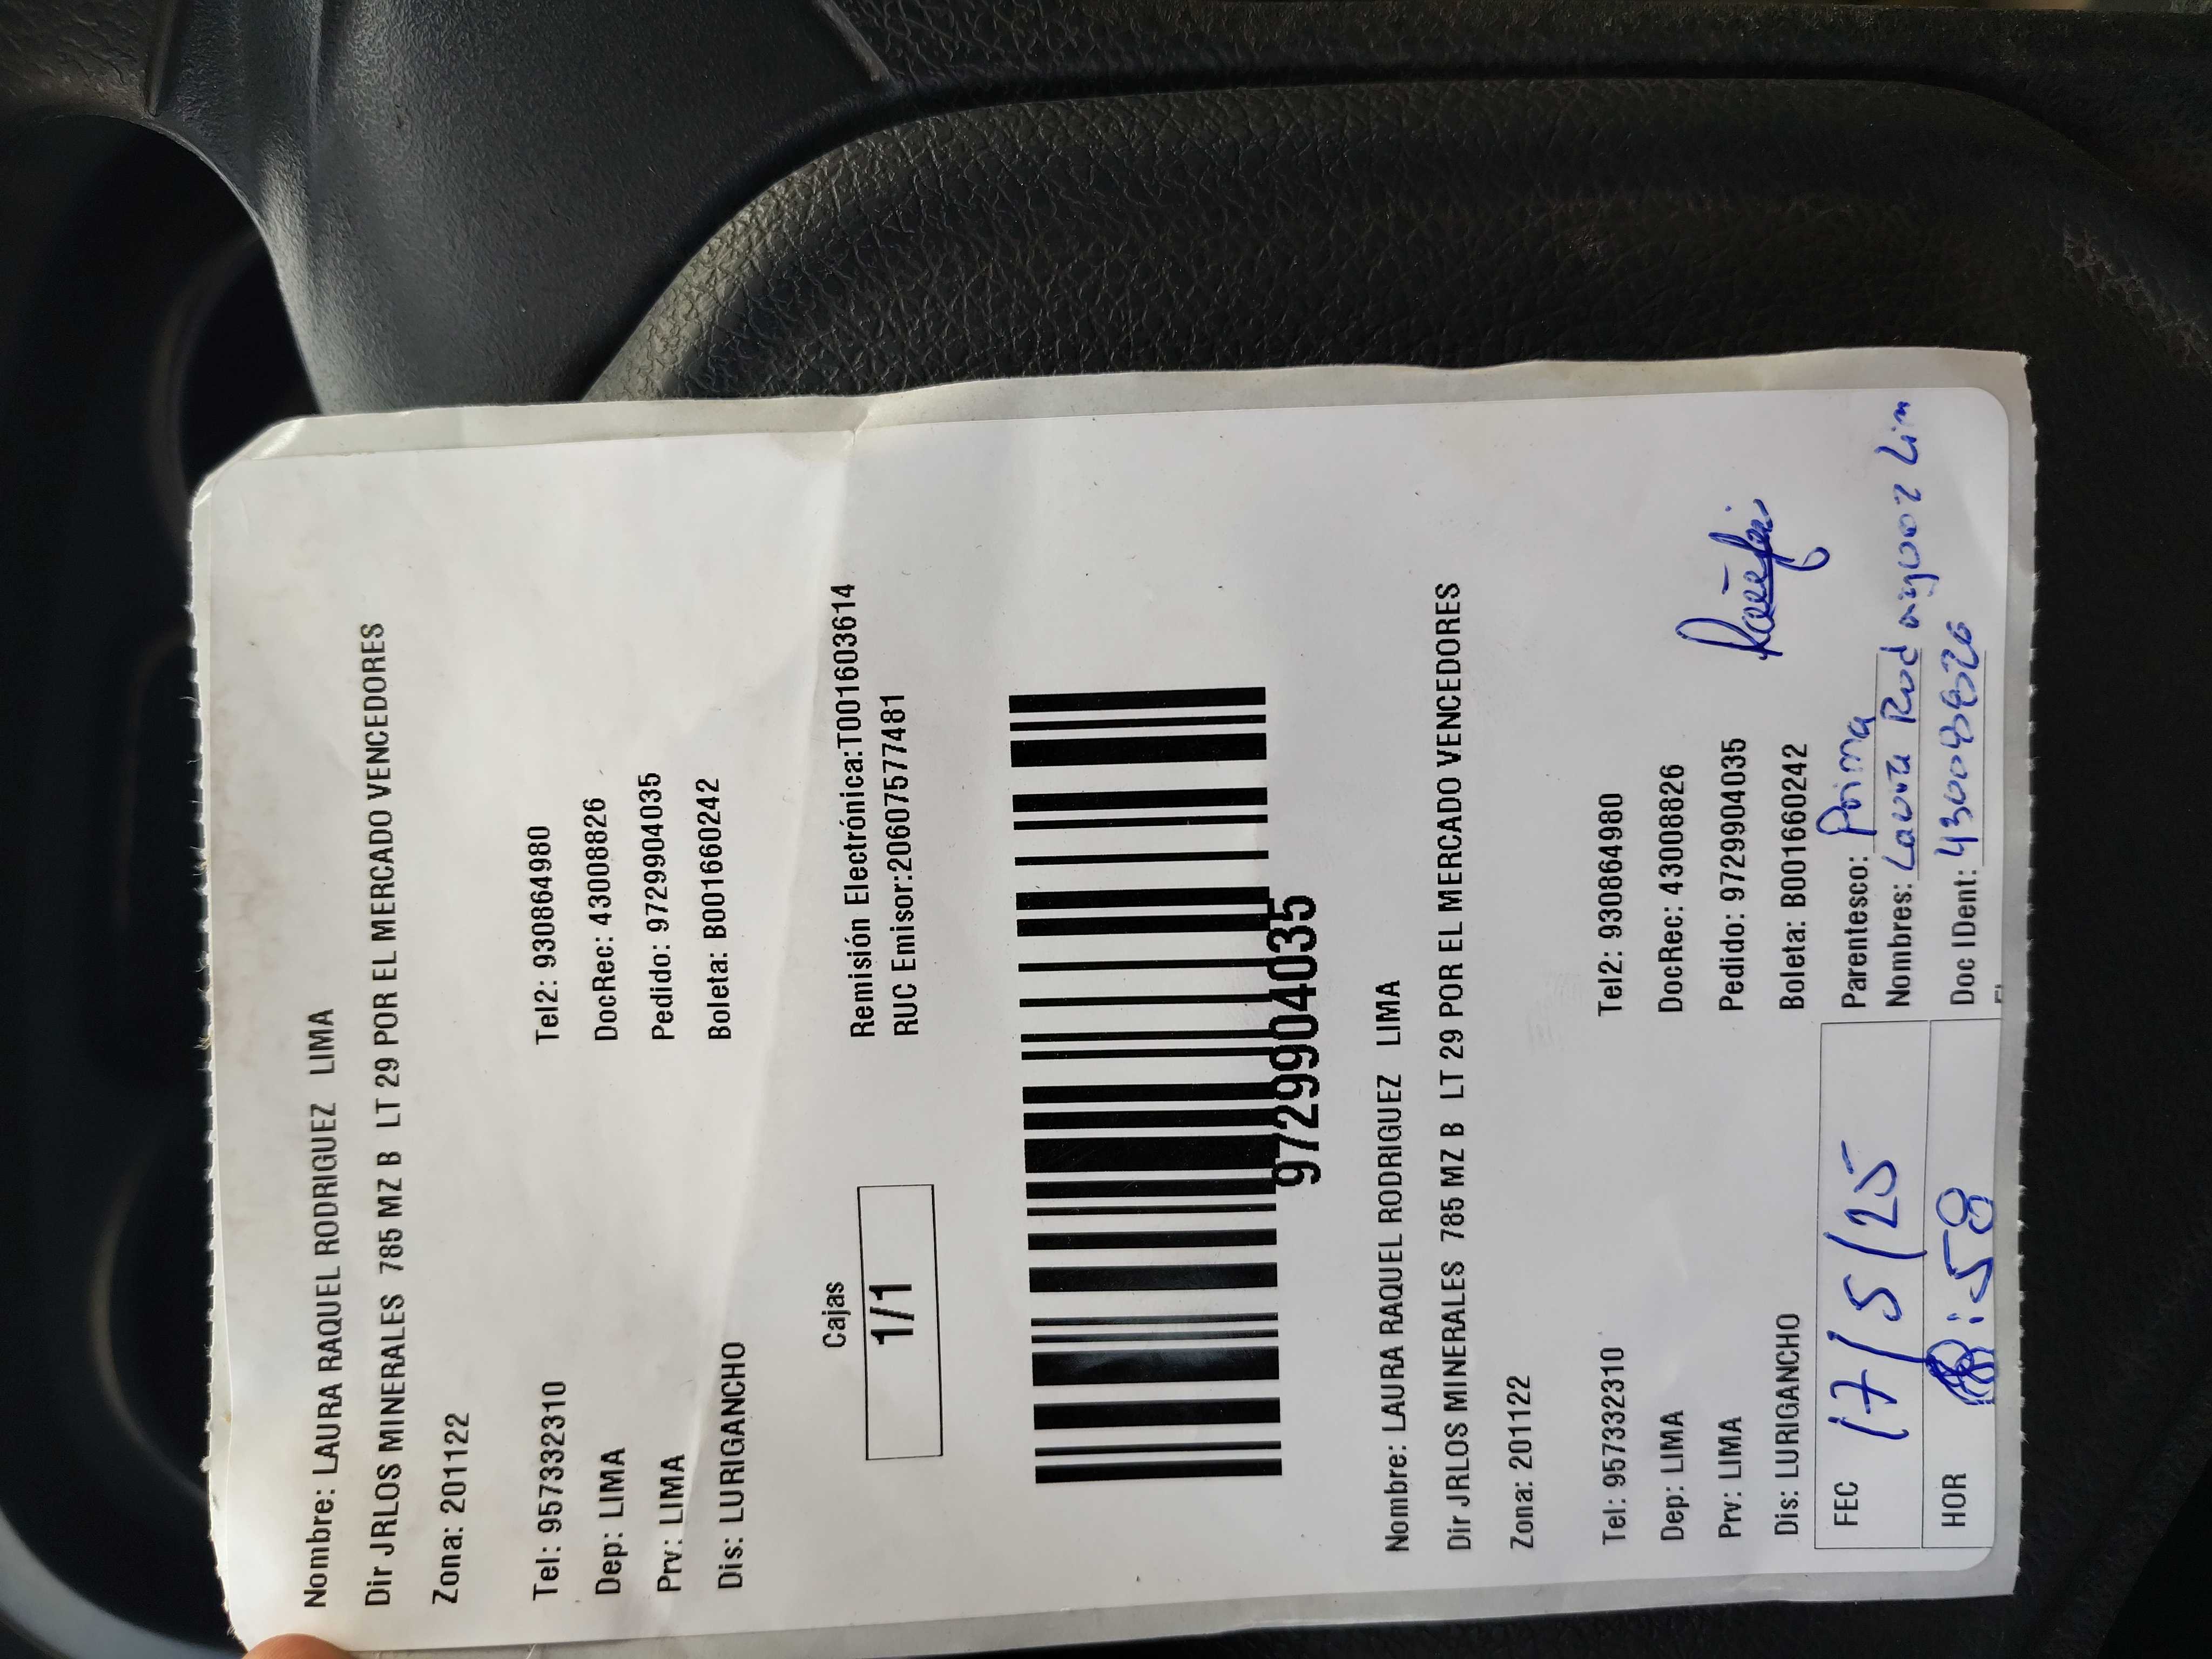 Nombre: LAURA RAQUEL RODRIGUEZ LIMA
Dir JRLOS MINERALES 785 MZ B LT 29 POR EL MERCADO VENCEDORES
Zona: 201122
Tel: 957332310 Tel2: 930864980
Dep: LIMA DocRec: 43008826
Prv: LIMA Pedido: 9729904035
Dis: LURIGANCHO Boleta: B001660242
Cajas
1/1
Remisión Electrónica:T001603614
RUC Emisor:20607577481
9729904035
Nombre: LAURA RAQUEL RODRIGUEZ LIMA
Dir JRLOS MINERALES 785 MZ B LT 29 POR EL MERCADO VENCEDORES
Zona: 201122
Tel: 957332310 Tel2: 930864980
Dep: LIMA DocRec: 43008826
Prv: LIMA Pedido: 9729904035
Dis: LURIGANCHO Boleta: B001660242
FEC 17/5/25 Parentesco: Prima
Nombres: Laura
HOR :58 Doc IDent: